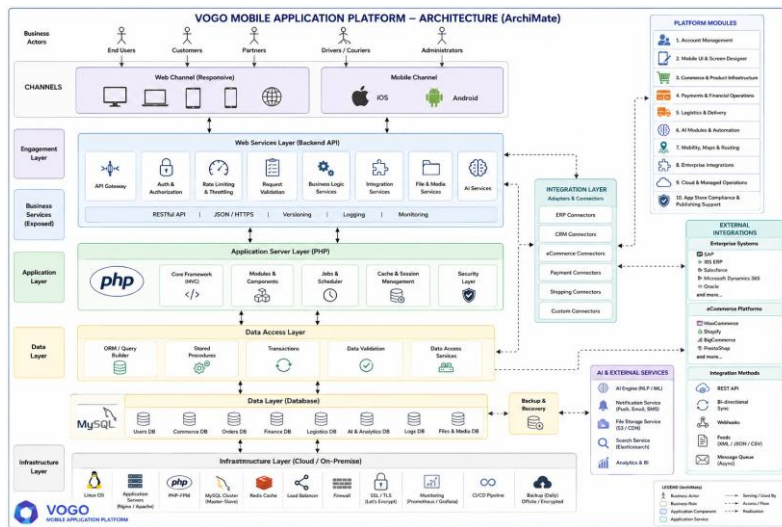 VOGO MOBILE APPLICATION PLATFORM – ARCHITECTURE (ArchiMate)
Business
Actors
End Users
Customers
Partners
Drivers / Couriers
Administrators
CHANNELS
Web Channel (Responsive)
Mobile Channel
iOS
Android
Engagement
Layer
Business
Services
(Exposed)
Web Services Layer (Backend API)
API Gateway
Auth &
Authorization
Rate Limiting
& Throttling
Request
Validation
Business Logic
Services
Integration
Services
File & Media
Services
AI Services
RESTful API | JSON / HTTPS | Versioning | Logging | Monitoring
Application
Layer
Application Server Layer (PHP)
php
Core Framework
(MVC)
Modules &
Components
Jobs &
Scheduler
Cache & Session
Management
Security
Layer
Data
Layer
Data Access Layer
ORM / Query
Builder
Stored
Procedures
Transactions
Data Validation
Data Access
Services
Data Layer (Database)
MySQL
Users DB
Commerce DB
Orders DB
Finance DB
Logistics DB
AI & Analytics DB
Logs DB
Files & Media DB
Backup &
Recovery
Infrastructure
Layer
Infrastructure Layer (Cloud / On-Premise)
Linux OS
Application
Servers
(Nginx / Apache)
php
PHP-FPM
MySQL Cluster
(Master-Slave)
Redis Cache
Load Balancer
Firewall
SSL / TLS
(Let's Encrypt)
Monitoring
(Prometheus / Grafana)
CI/CD Pipeline
Backup (Daily)
Offsite / Encrypted
VOGO
MOBILE APPLICATION PLATFORM
INTEGRATION LAYER
Adapters & Connectors
ERP Connectors
CRM Connectors
eCommerce Connectors
Payment Connectors
Shipping Connectors
Custom Connectors
AI & EXTERNAL SERVICES
AI Engine (NLP / ML)
Notification Service
(Push, Email, SMS)
File Storage Service
(S3 / CDN)
Search Service
(Elasticsearch)
Analytics & BI
PLATFORM MODULES
1. Account Management
2. Mobile UI & Screen Designer
3. Commerce & Product Infrastructure
4. Payments & Financial Operations
5. Logistics & Delivery
6. AI Modules & Automation
7. Mobility, Maps & Routing
8. Enterprise Integrations
9. Cloud & Managed Operations
10. App Store Compliance &
Publishing Support
EXTERNAL
INTEGRATIONS
Enterprise Systems
SAP
Salesforce
Microsoft Dynamics 365
Oracle
and more...
eCommerce Platforms
WooCommerce
Shopify
BigCommerce
PrestaShop
and more...
Integration Methods
REST API
Bi-directional
Sync
Webhooks
Feeds
(XML / JSON / CSV)
Message Queue
(Async)
LEGEND (ArchiMate)
Business Actor
Business Role
Application Component
Application Service
Serving / Used By
Access / Flow
Realization